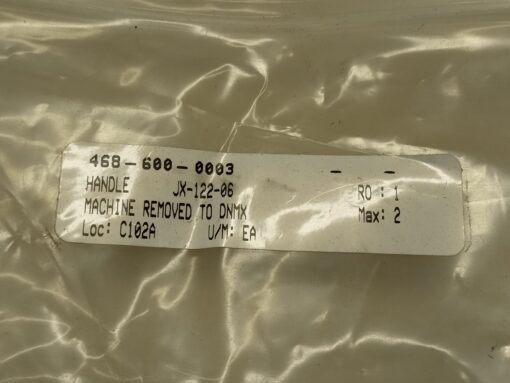 468-600-0003 - -
HANDLE JX-122-06 RO: 1
MACHINE REMOVED TO DNMX Max: 2
Loc: C102A U/M: EA